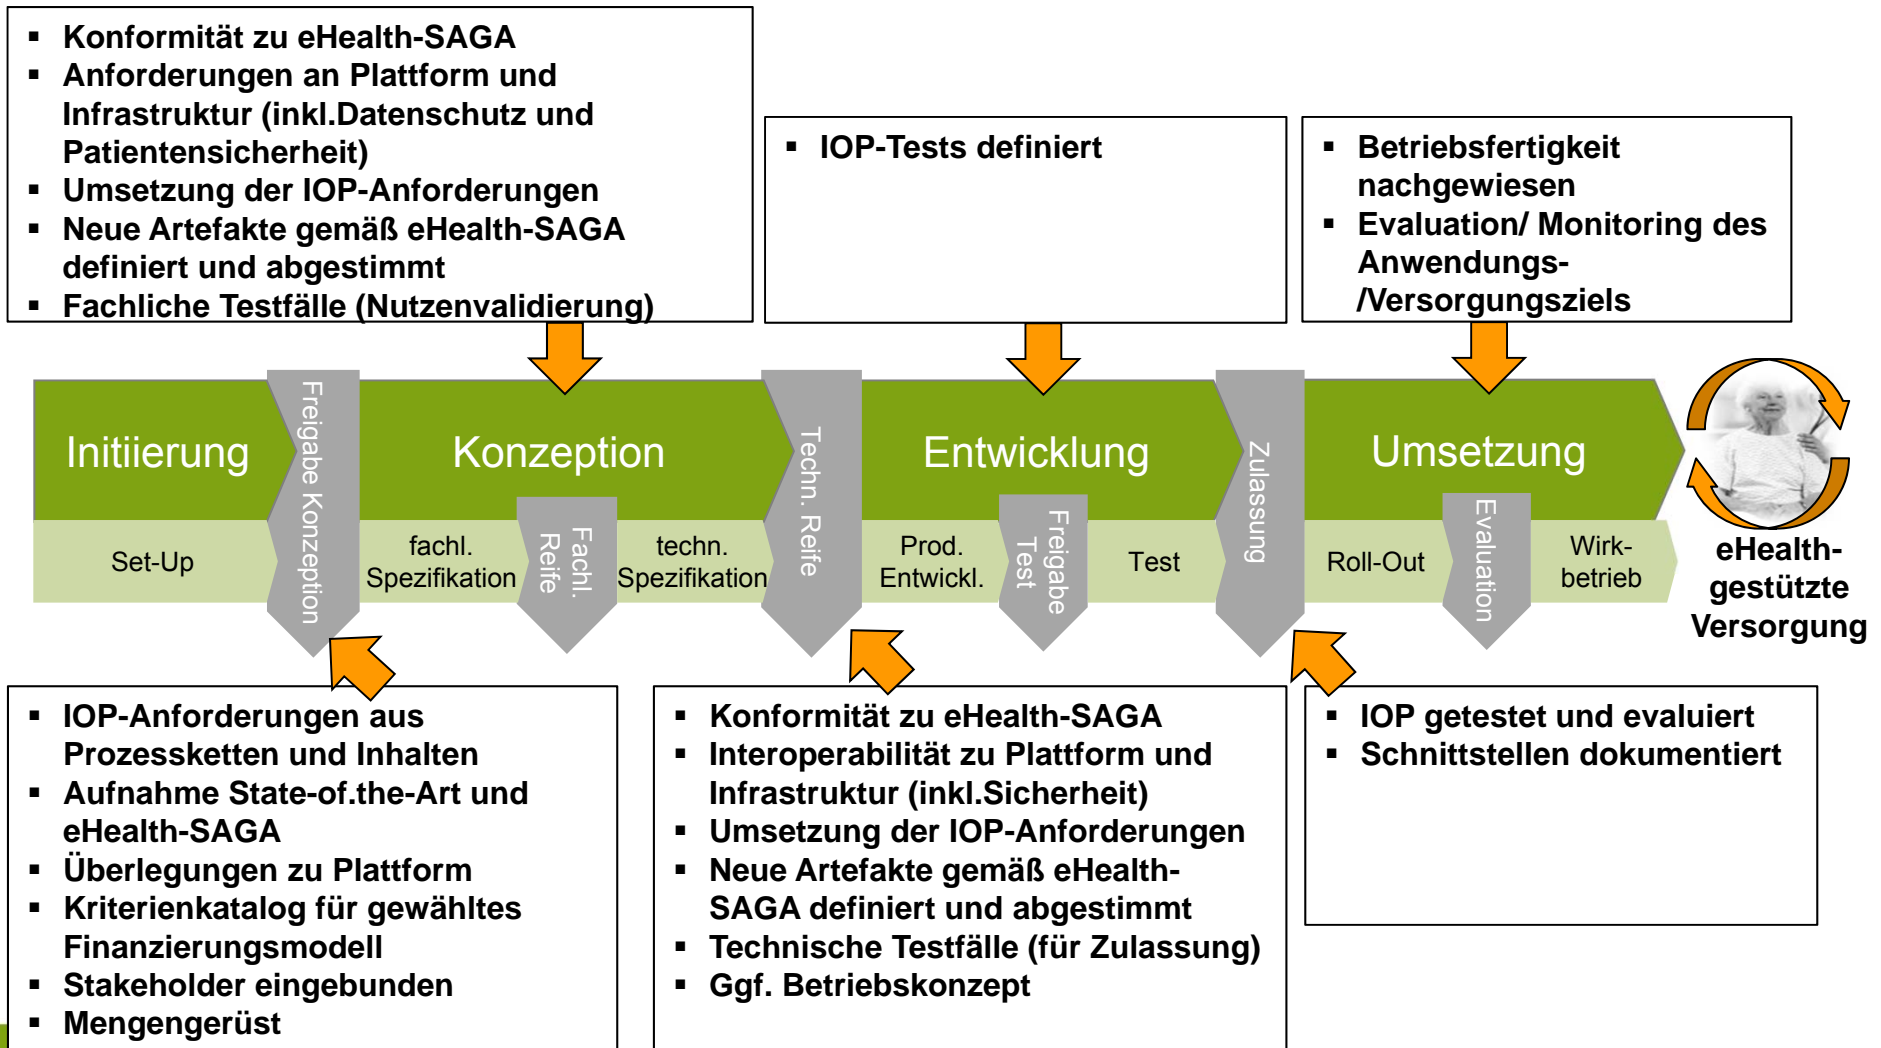 ▪ Konformität zu eHealth-SAGA
▪ Anforderungen an Plattform und
Infrastruktur (inkl.Datenschutz und
Patientensicherheit)
▪ Umsetzung der IOP-Anforderungen
▪ Neue Artefakte gemäß eHealth-SAGA
definiert und abgestimmt
▪ Fachliche Testfälle (Nutzenvalidierung)
▪ IOP-Tests definiert
▪ Betriebsfertigkeit
nachgewiesen
▪ Evaluation/ Monitoring des
Anwendungs-
/Versorgungsziels
Initiierung
Freigabe Konzeption
Konzeption
Techn. Reife
Entwicklung
Zulassung
Umsetzung
Set-Up
fachl.
Spezifikation
Fachl.
Reife
techn.
Spezifikation
Prod.
Entwickl.
Freigabe
Test
Test
Roll-Out
Evaluation
Wirk-
betrieb
eHealth-
gestützte
Versorgung
▪ IOP-Anforderungen aus
Prozessketten und Inhalten
▪ Aufnahme State-of.the-Art und
eHealth-SAGA
▪ Überlegungen zu Plattform
▪ Kriterienkatalog für gewähltes
Finanzierungsmodell
▪ Stakeholder eingebunden
▪ Mengengerüst
▪ Konformität zu eHealth-SAGA
▪ Interoperabilität zu Plattform und
Infrastruktur (inkl.Sicherheit)
▪ Umsetzung der IOP-Anforderungen
▪ Neue Artefakte gemäß eHealth-
SAGA definiert und abgestimmt
▪ Technische Testfälle (für Zulassung)
▪ Ggf. Betriebskonzept
▪ IOP getestet und evaluiert
▪ Schnittstellen dokumentiert